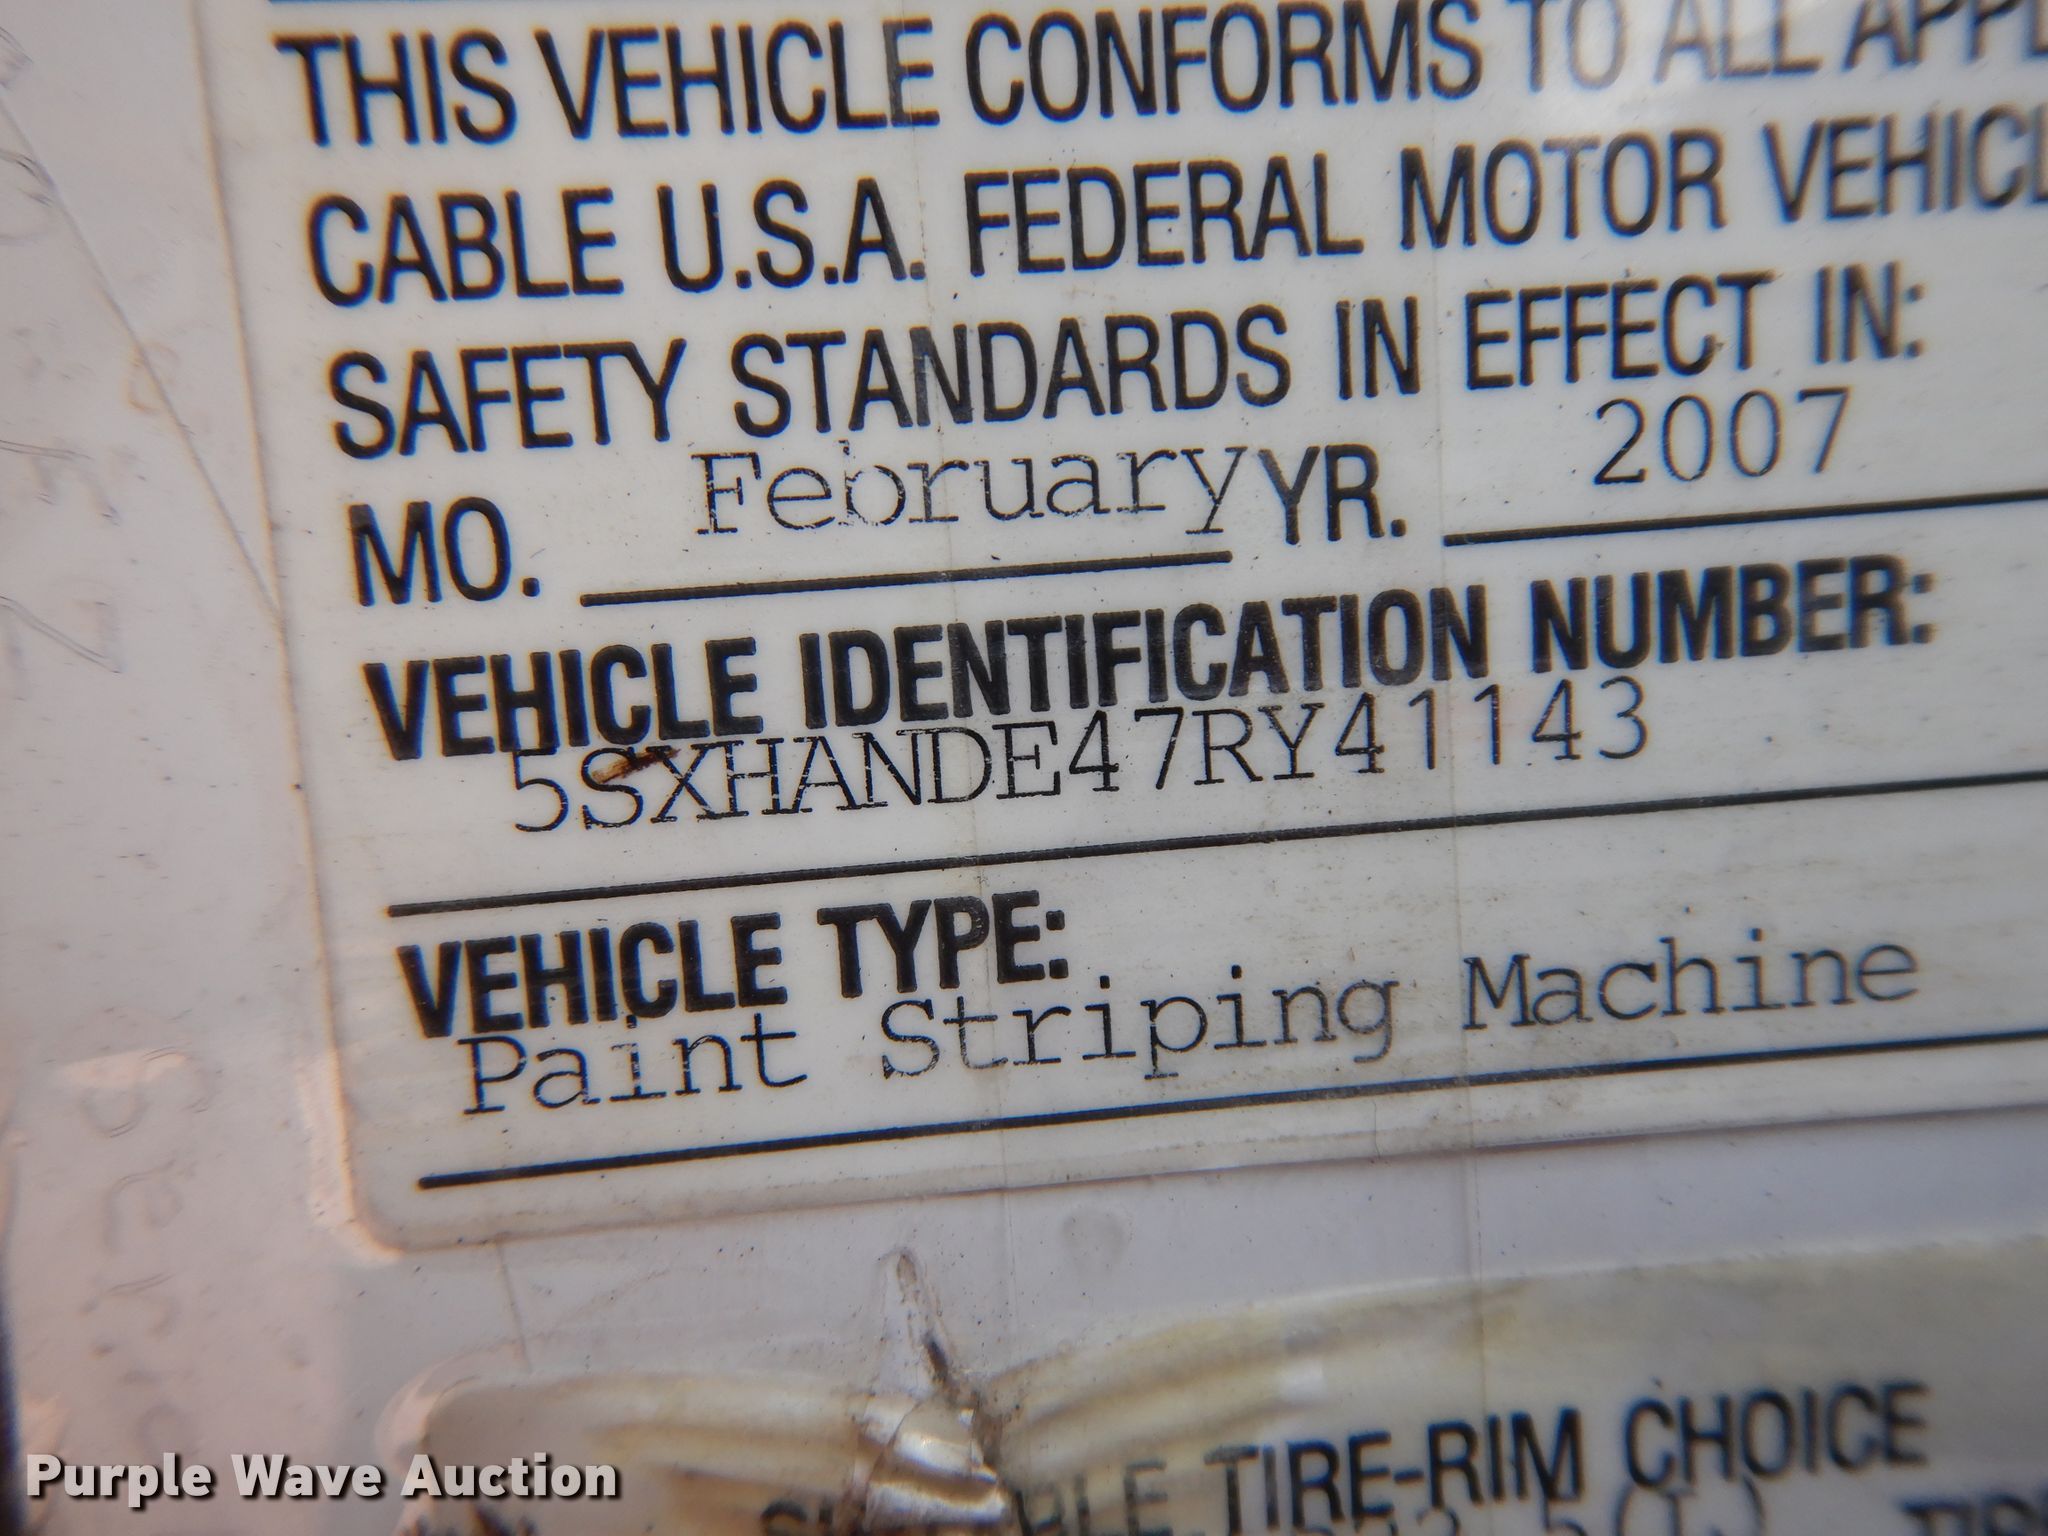 THIS VEHICLE CONFORMS TO ALL APPL
CABLE U.S.A. FEDERAL MOTOR VEHICL
SAFETY STANDARDS IN EFFECT IN:
MO. February YR. 2007
VEHICLE IDENTIFICATION NUMBER:
5SXHANDE47RY41143
VEHICLE TYPE:
Paint Striping Machine
TIRE-RIM CHOICE
Purple Wave Auction